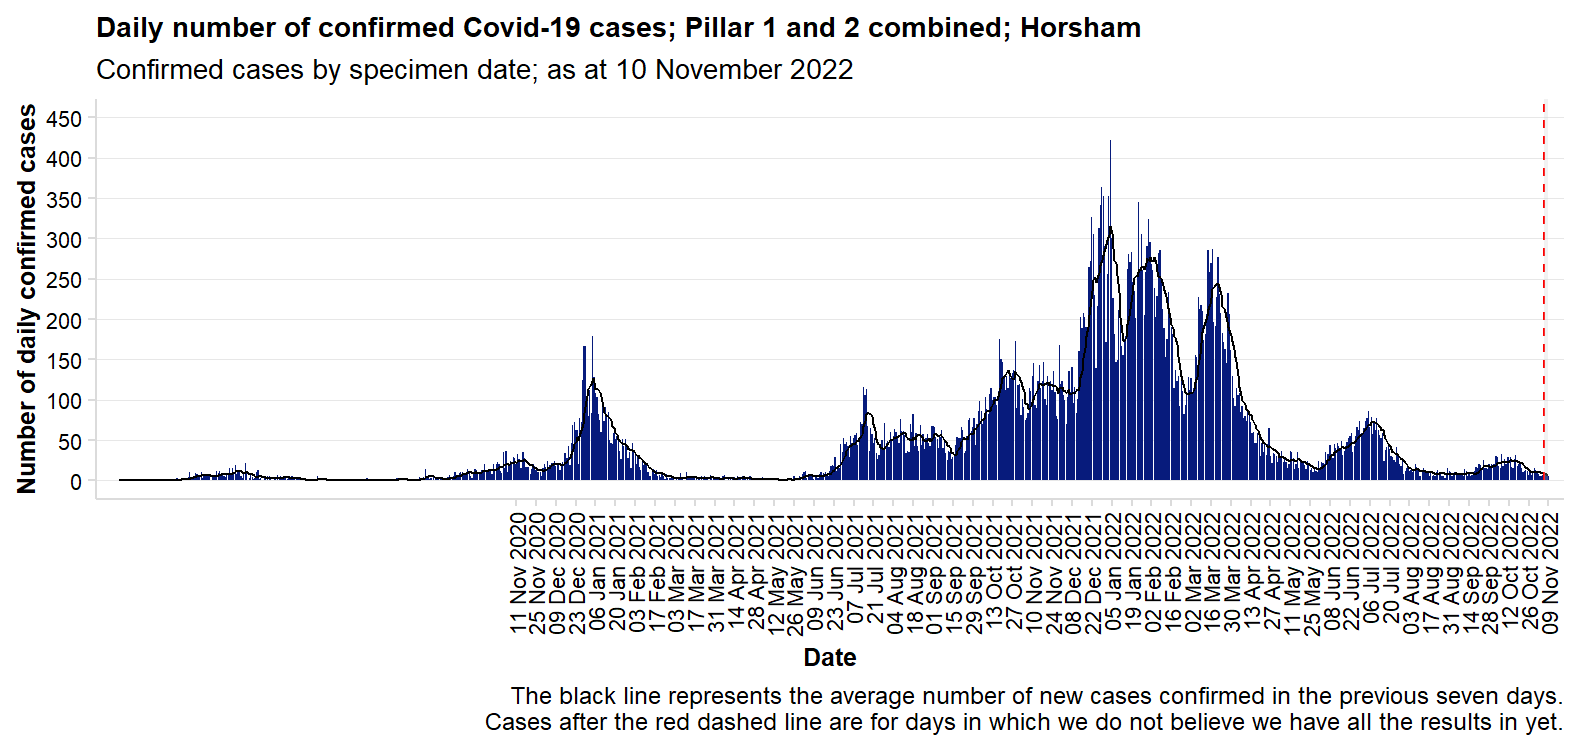 Daily number of confirmed Covid-19 cases; Pillar 1 and 2 combined; Horsham
Confirmed cases by specimen date; as at 10 November 2022
Number of daily confirmed cases
450
400
350
300
250
200
150
100
50
0
11 Nov 2020
25 Nov 2020
09 Dec 2020
23 Dec 2020
06 Jan 2021
20 Jan 2021
03 Feb 2021
17 Feb 2021
03 Mar 2021
17 Mar 2021
31 Mar 2021
14 Apr 2021
28 Apr 2021
12 May 2021
26 May 2021
09 Jun 2021
23 Jun 2021
07 Jul 2021
21 Jul 2021
04 Aug 2021
18 Aug 2021
01 Sep 2021
15 Sep 2021
29 Sep 2021
13 Oct 2021
27 Oct 2021
10 Nov 2021
24 Nov 2021
08 Dec 2021
22 Dec 2021
05 Jan 2022
19 Jan 2022
02 Feb 2022
16 Feb 2022
02 Mar 2022
16 Mar 2022
30 Mar 2022
13 Apr 2022
27 Apr 2022
11 May 2022
25 May 2022
08 Jun 2022
22 Jun 2022
06 Jul 2022
20 Jul 2022
03 Aug 2022
17 Aug 2022
31 Aug 2022
14 Sep 2022
28 Sep 2022
12 Oct 2022
26 Oct 2022
09 Nov 2022
Date
The black line represents the average number of new cases confirmed in the previous seven days.
Cases after the red dashed line are for days in which we do not believe we have all the results in yet.